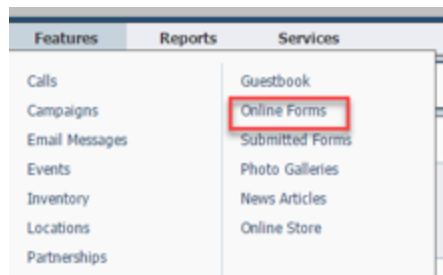 Features Reports Services
Calls
Campaigns
Email Messages
Events
Inventory
Locations
Partnerships
Guestbook
Online Forms
Submitted Forms
Photo Galleries
News Articles
Online Store